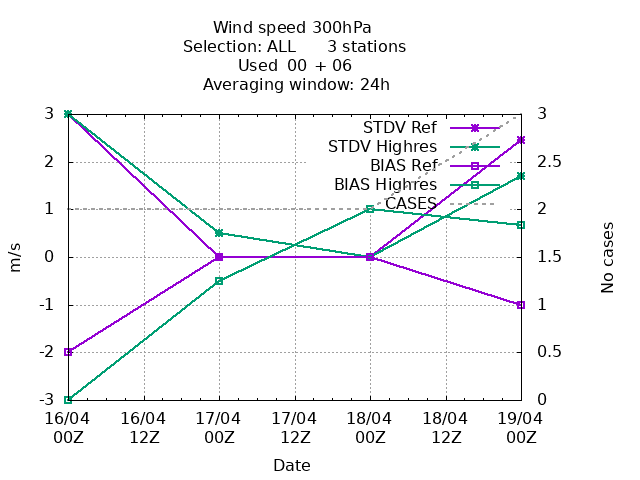 Wind speed 300hPa
Selection: ALL 3 stations
Used 00 + 06
Averaging window: 24h
STDV Ref
STDV Highres
BIAS Ref
BIAS Highres
CASES
m/s
3
2
1
0
-1
-2
-3
3
2.5
2
1.5
1
0.5
0
No cases
16/04 16/04 17/04 17/04 18/04 18/04 19/04
00Z 12Z 00Z 12Z 00Z 12Z 00Z
Date